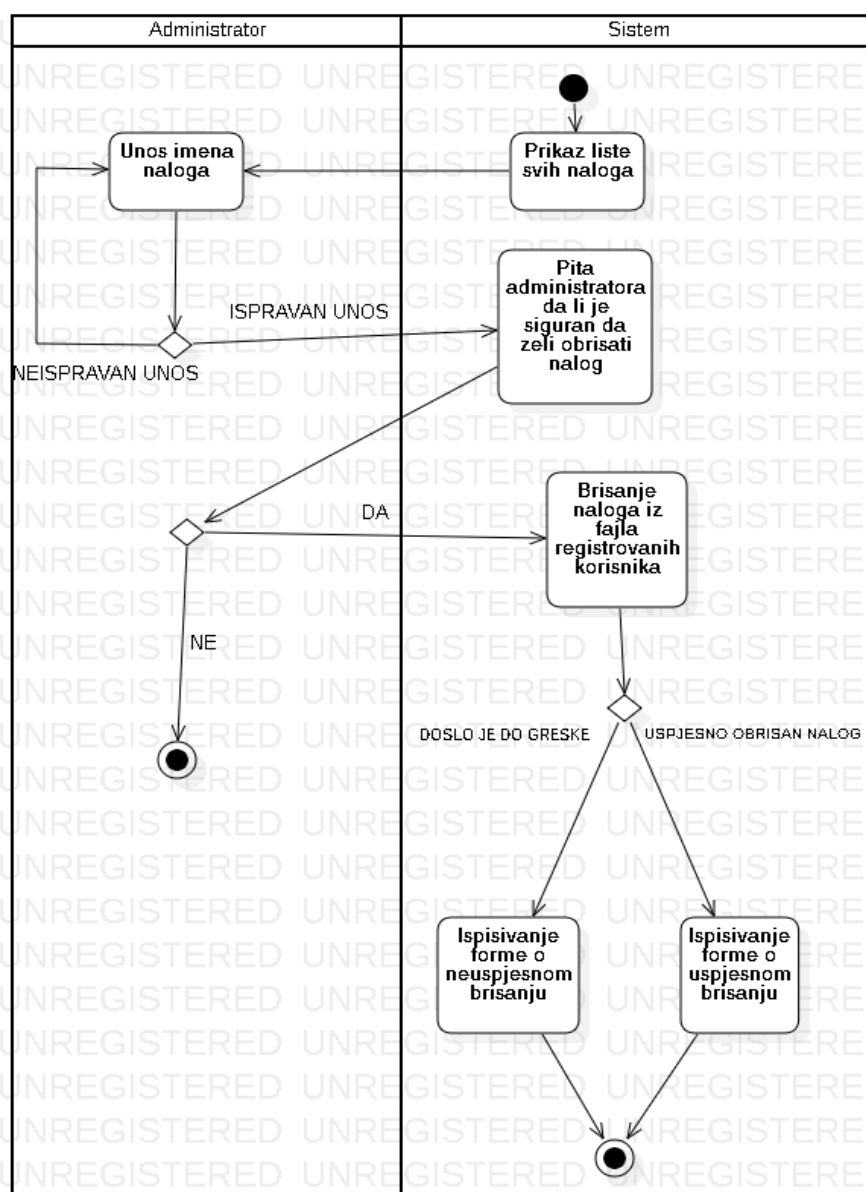 Administrator
Sistem
Unos imena
naloga
Prikaz liste
svih naloga
Pita
administratora
da li je
siguran da
zeli obrisati
nalog
ISPRAVAN UNOS
NEISPRAVAN UNOS
DA
Brisanje
naloga iz
fajla
registrovanih
korisnika
NE
DOSLO JE DO GRESKE
USPJESNO OBRISAN NALOG
Ispisivanje
forme o
neuspjesnom
brisanju
Ispisivanje
forme o
uspjesnom
brisanju
UNREGISTERED